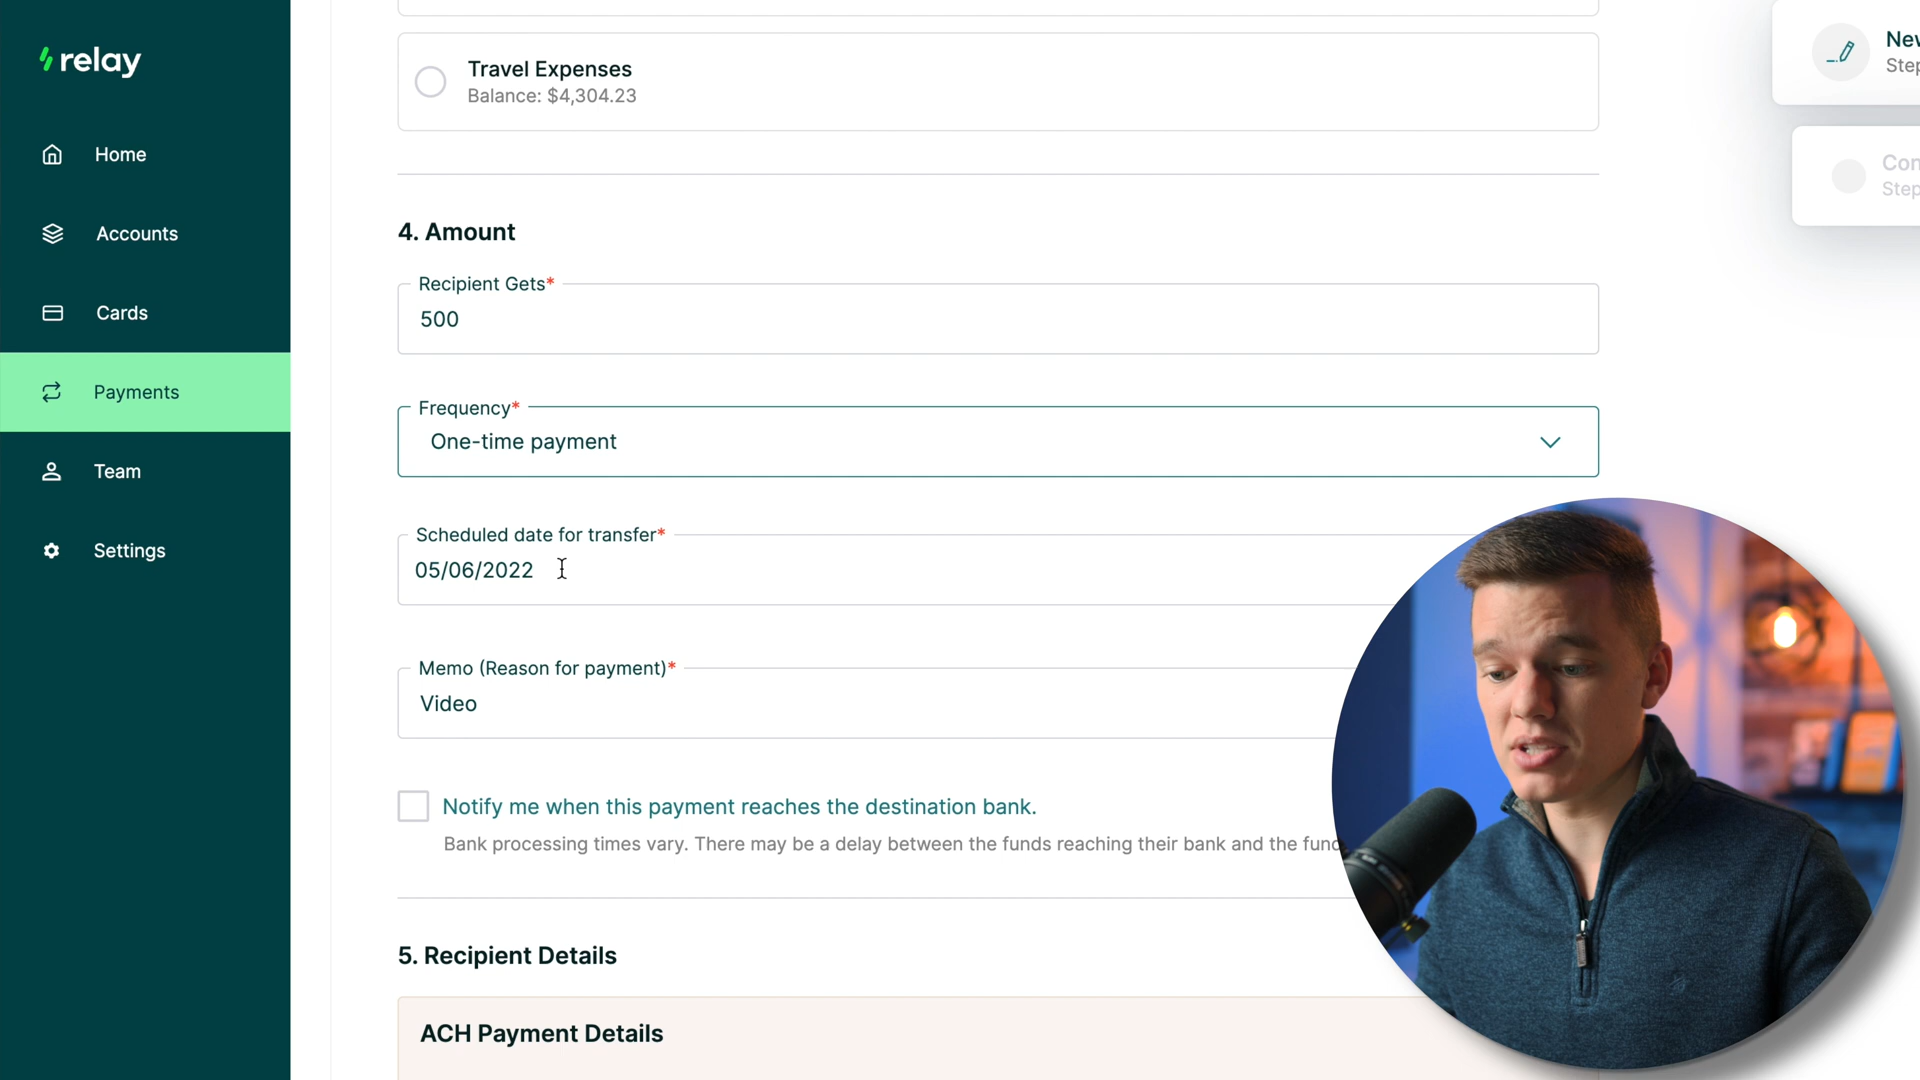 relay
Home
Accounts
Cards
Payments
Team
Settings
Travel Expenses
Balance: $4,304.23
4. Amount
Recipient Gets*
500
Frequency*
One-time payment
Scheduled date for transfer*
05/06/2022
Memo (Reason for payment)*
Video
Notify me when this payment reaches the destination bank.
Bank processing times vary. There may be a delay between the funds reaching their bank and the
5. Recipient Details
ACH Payment Details